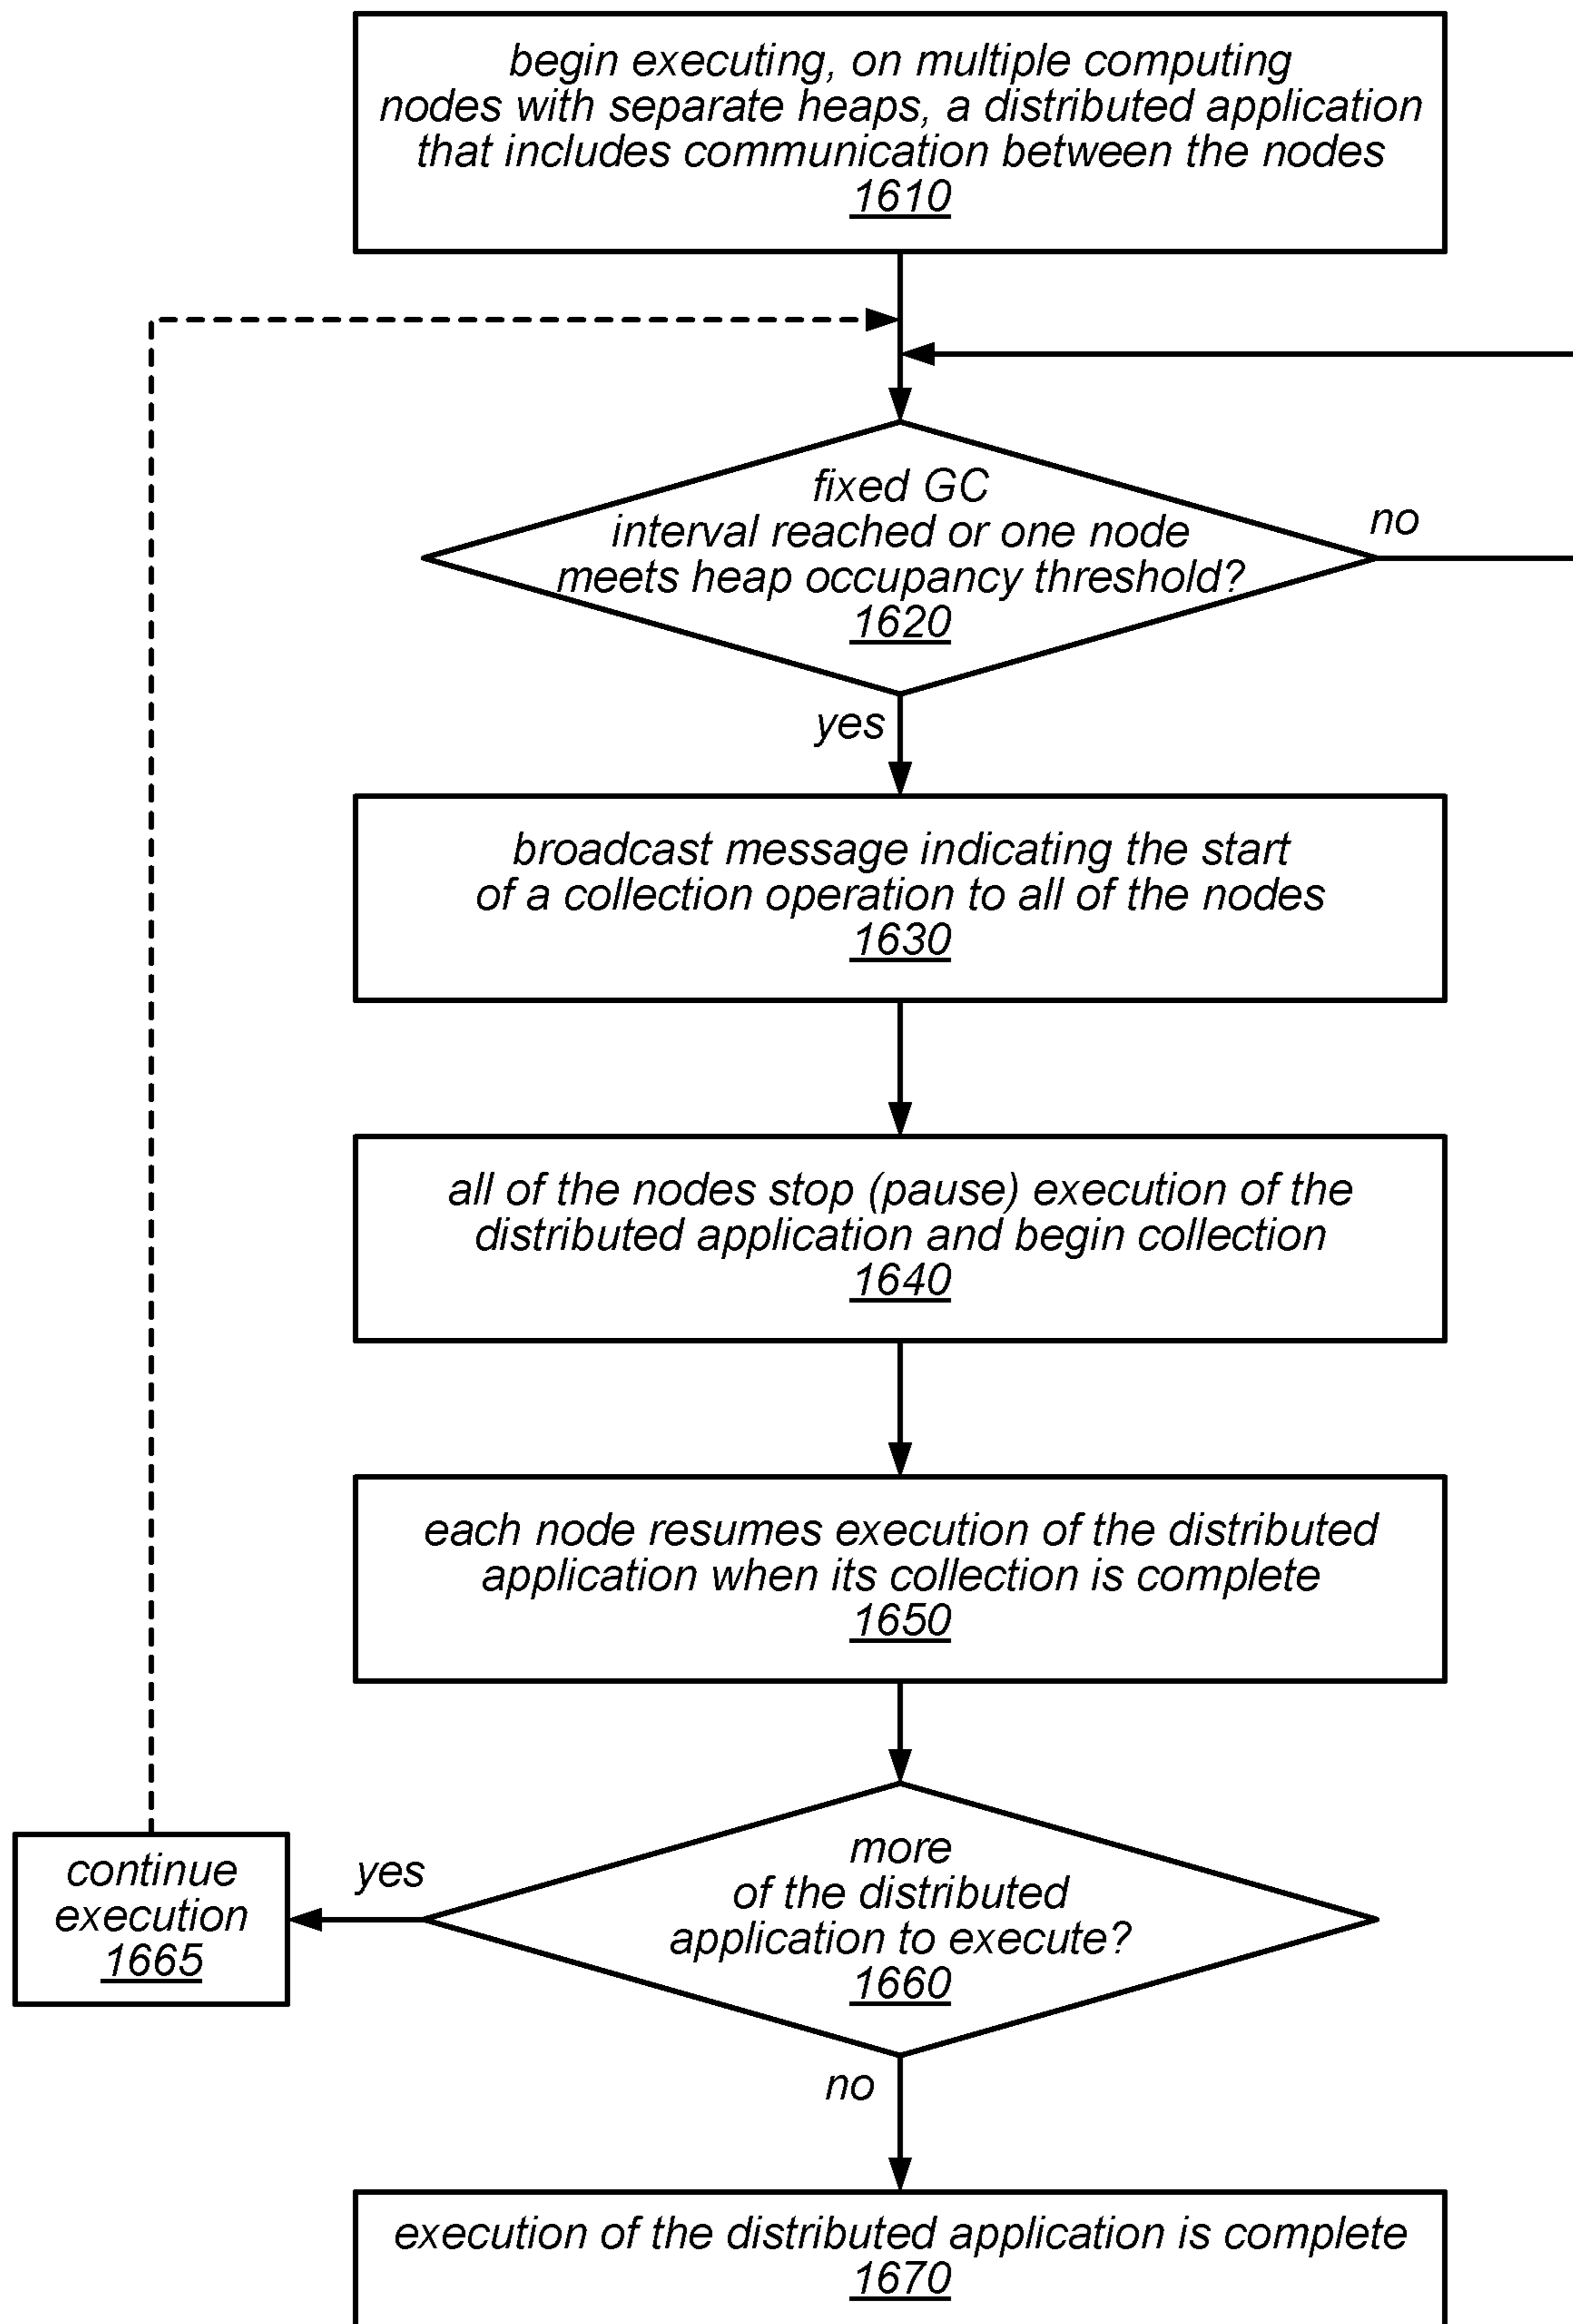 begin executing, on multiple computing
nodes with separate heaps, a distributed application
that includes communication between the nodes
1610
fixed GC
interval reached or one node
meets heap occupancy threshold?
1620
no
yes
broadcast message indicating the start
of a collection operation to all of the nodes
1630
all of the nodes stop (pause) execution of the
distributed application and begin collection
1640
each node resumes execution of the distributed
application when its collection is complete
1650
more
of the distributed
application to execute?
1660
yes
continue
execution
1665
no
execution of the distributed application is complete
1670